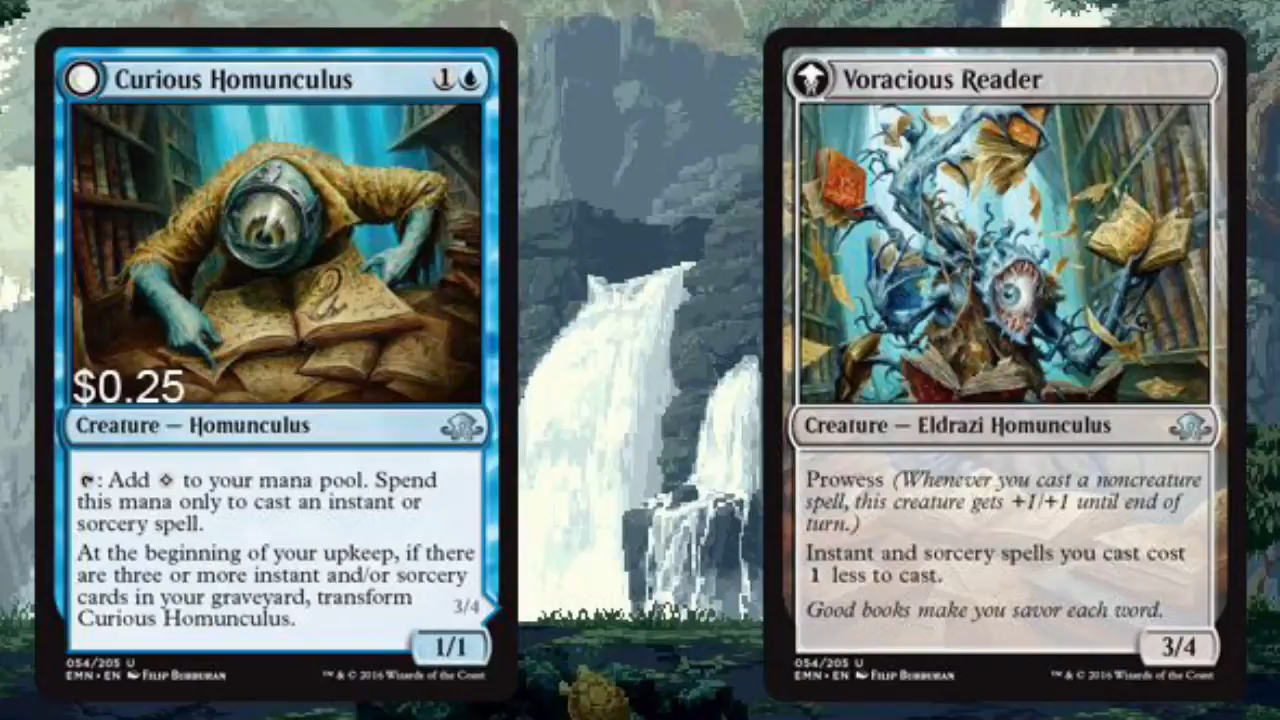 Curious Homunculus 1
$0.25
Creature — Homunculus
: Add to your mana pool. Spend
this mana only to cast an instant or
sorcery spell.
At the beginning of your upkeep, if there
are three or more instant and/or sorcery
cards in your graveyard, transform
Curious Homunculus.
3/4
1/1
054/205 U
EMN • EN Filip Burburan
™ & © 2016 Wizards of the Coast
Voracious Reader
Creature — Eldrazi Homunculus
Prowess (Whenever you cast a noncreature
spell, this creature gets +1/+1 until end of
turn.)
Instant and sorcery spells you cast cost
1 less to cast.
Good books make you savor each word.
3/4
054/205 U
EMN • EN Filip Burburan
™ & © 2016 Wizards of the Coast